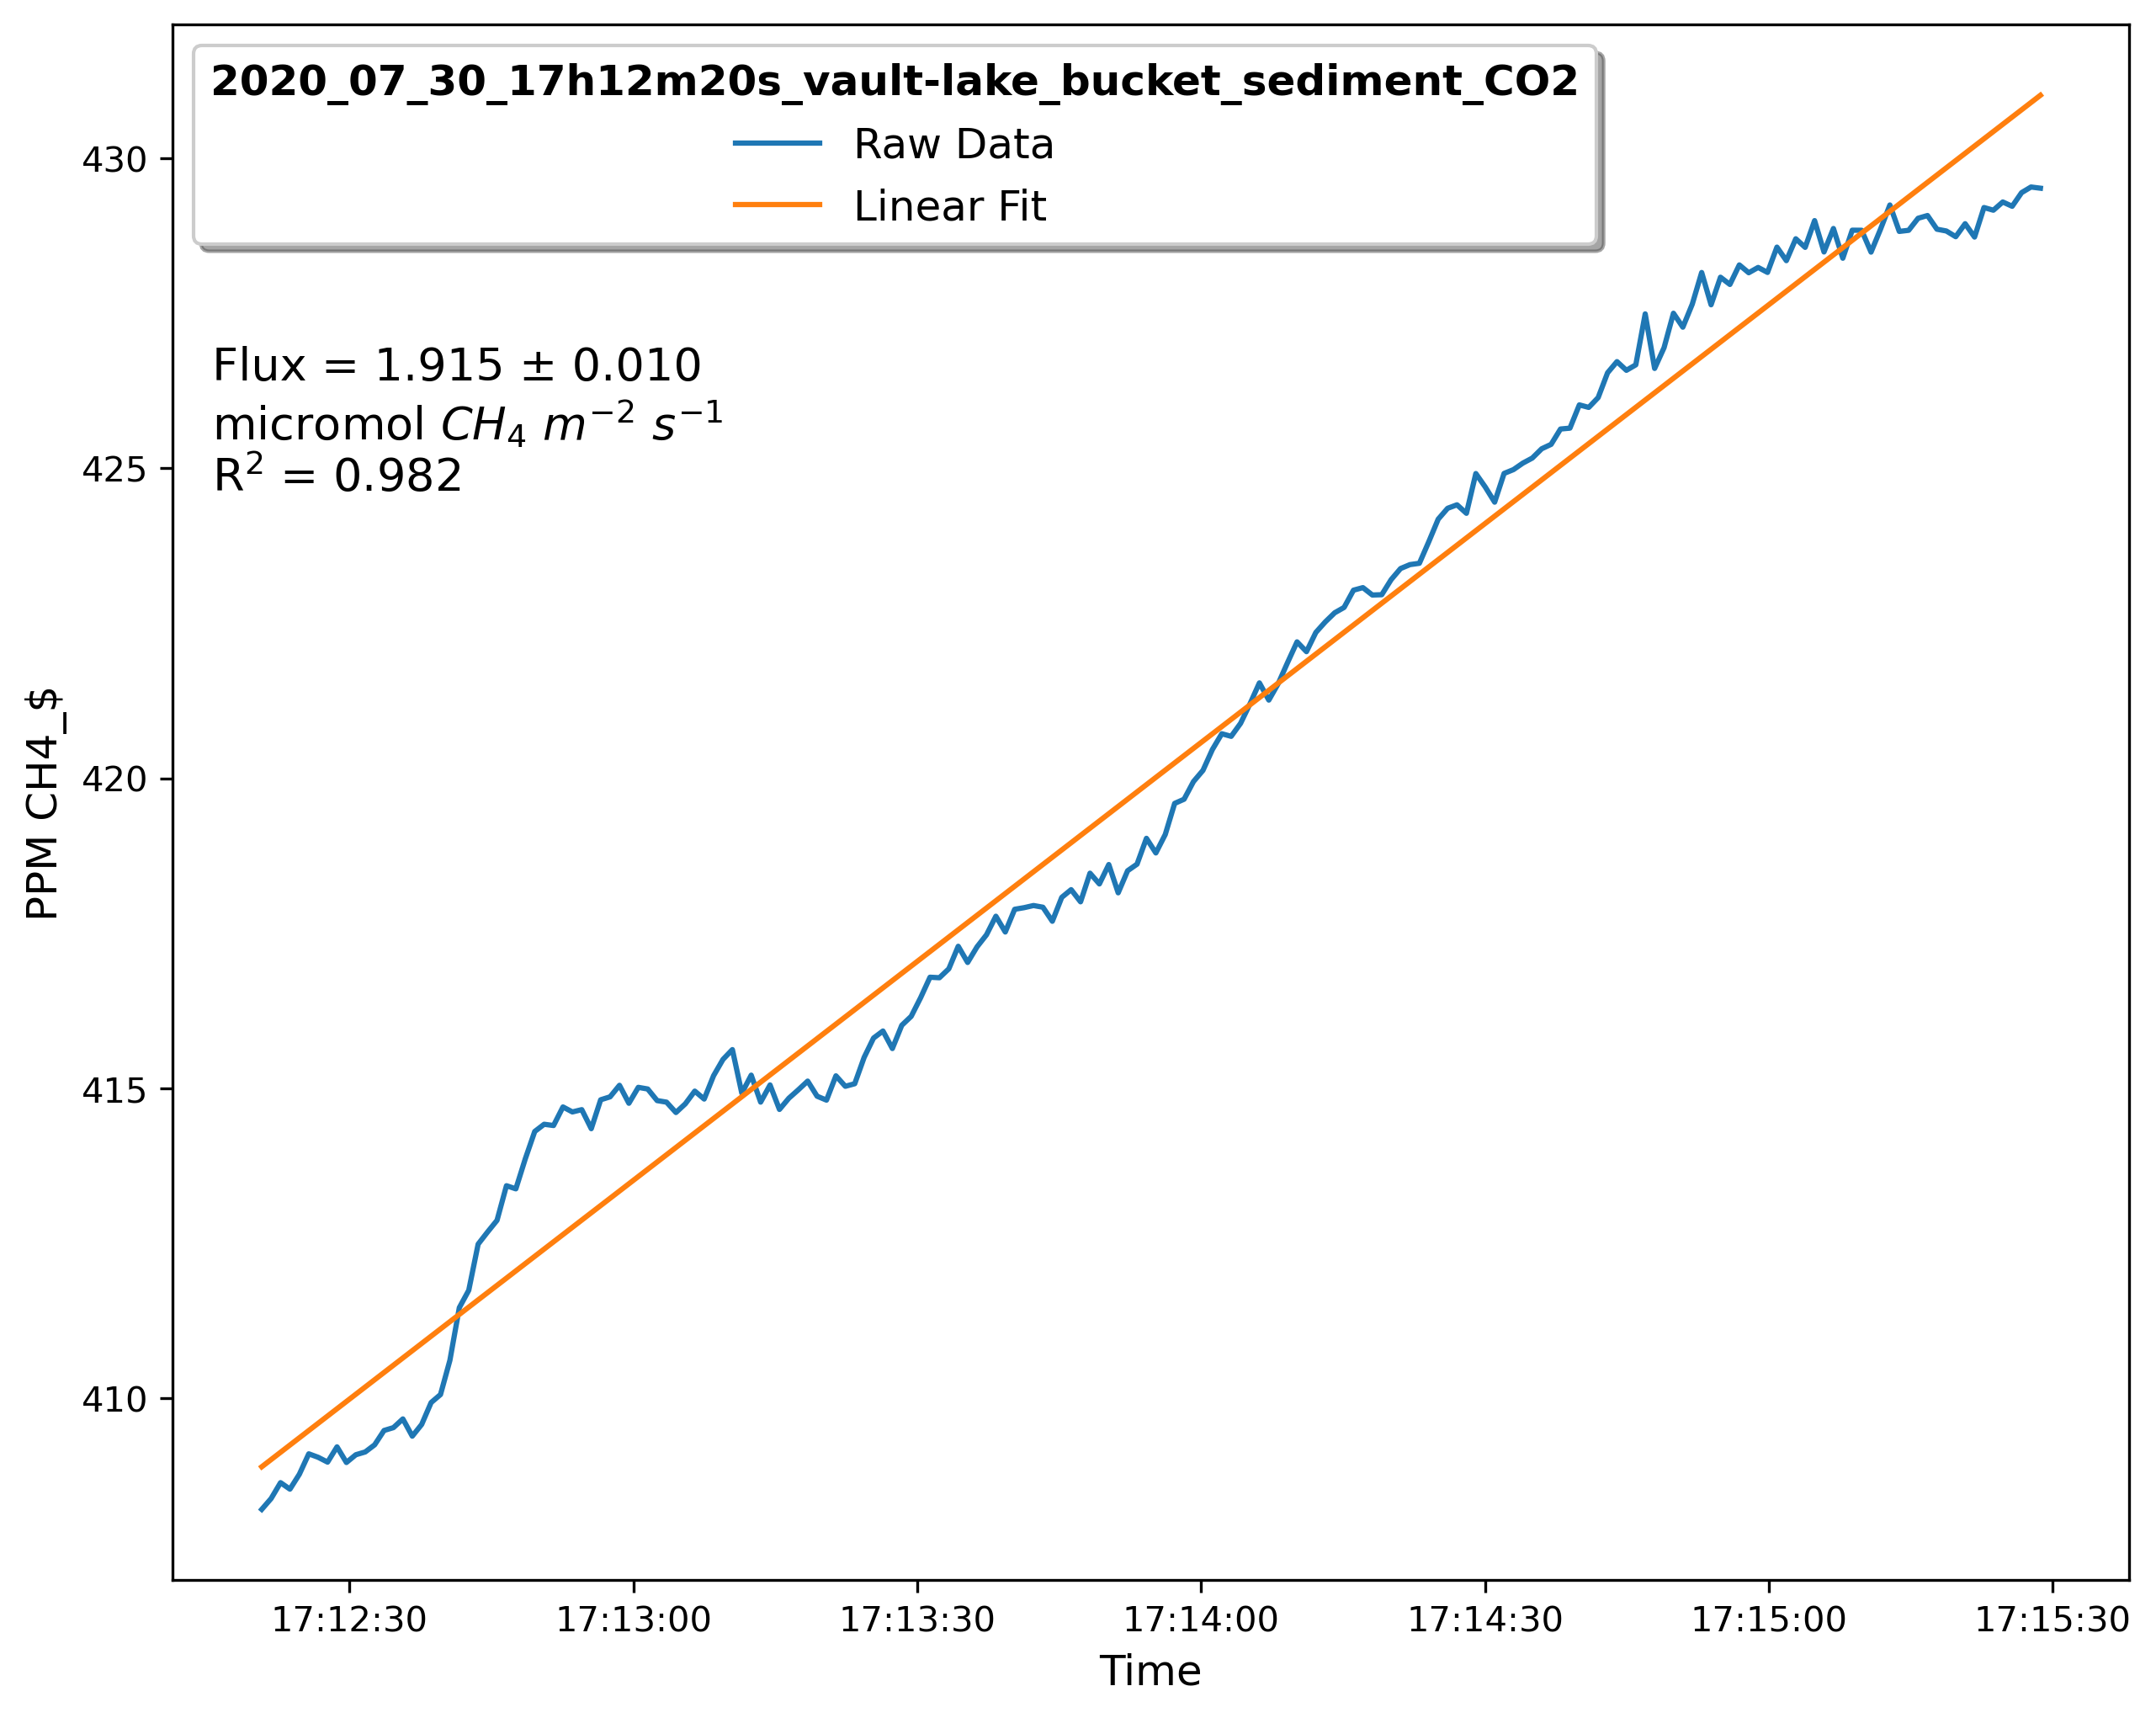 2020_07_30_17h12m20s_vault-lake_bucket_sediment_CO2
Raw Data
Linear Fit
Flux = 1.915 ± 0.010
micromol CH₄ m⁻² s⁻¹
R² = 0.982
430
425
420
415
410
PPM CH4_$
17:12:30 17:13:00 17:13:30 17:14:00 17:14:30 17:15:00 17:15:30
Time